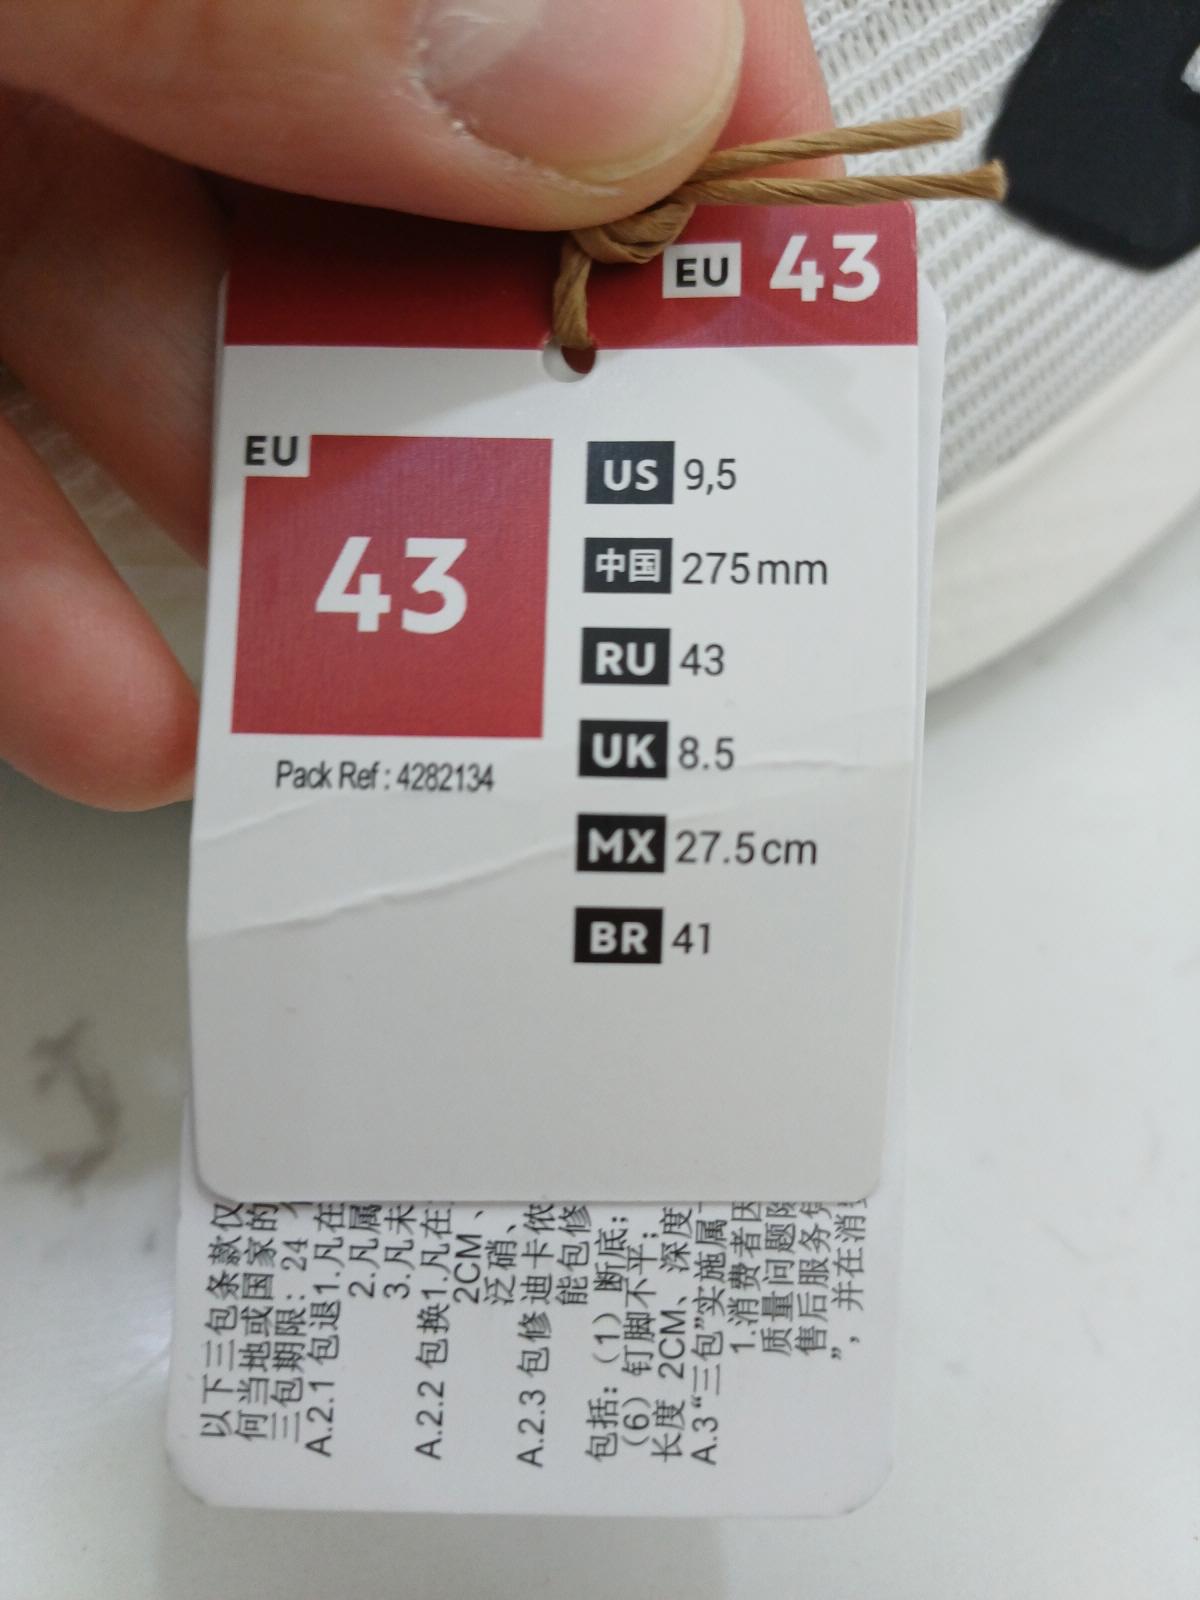 EU 43
EU
43
Pack Ref : 4282134
US 9,5
中国 275mm
RU 43
UK 8.5
MX 27.5cm
BR 41
以下三包条款仅
何当地或国家的
三包期限：24
A.2.1 包退1.凡在
2.凡属
3.凡未
A.2.2 包换1.凡在
2CM、
泛硝、
A.2.3 包修迪卡侬
能包修
包括：（1）断底；
（6）钉脚不平；
长度 2CM、深度
A.3“三包”实施属
1.消费者因
质量问题
售后服务
”，并在消